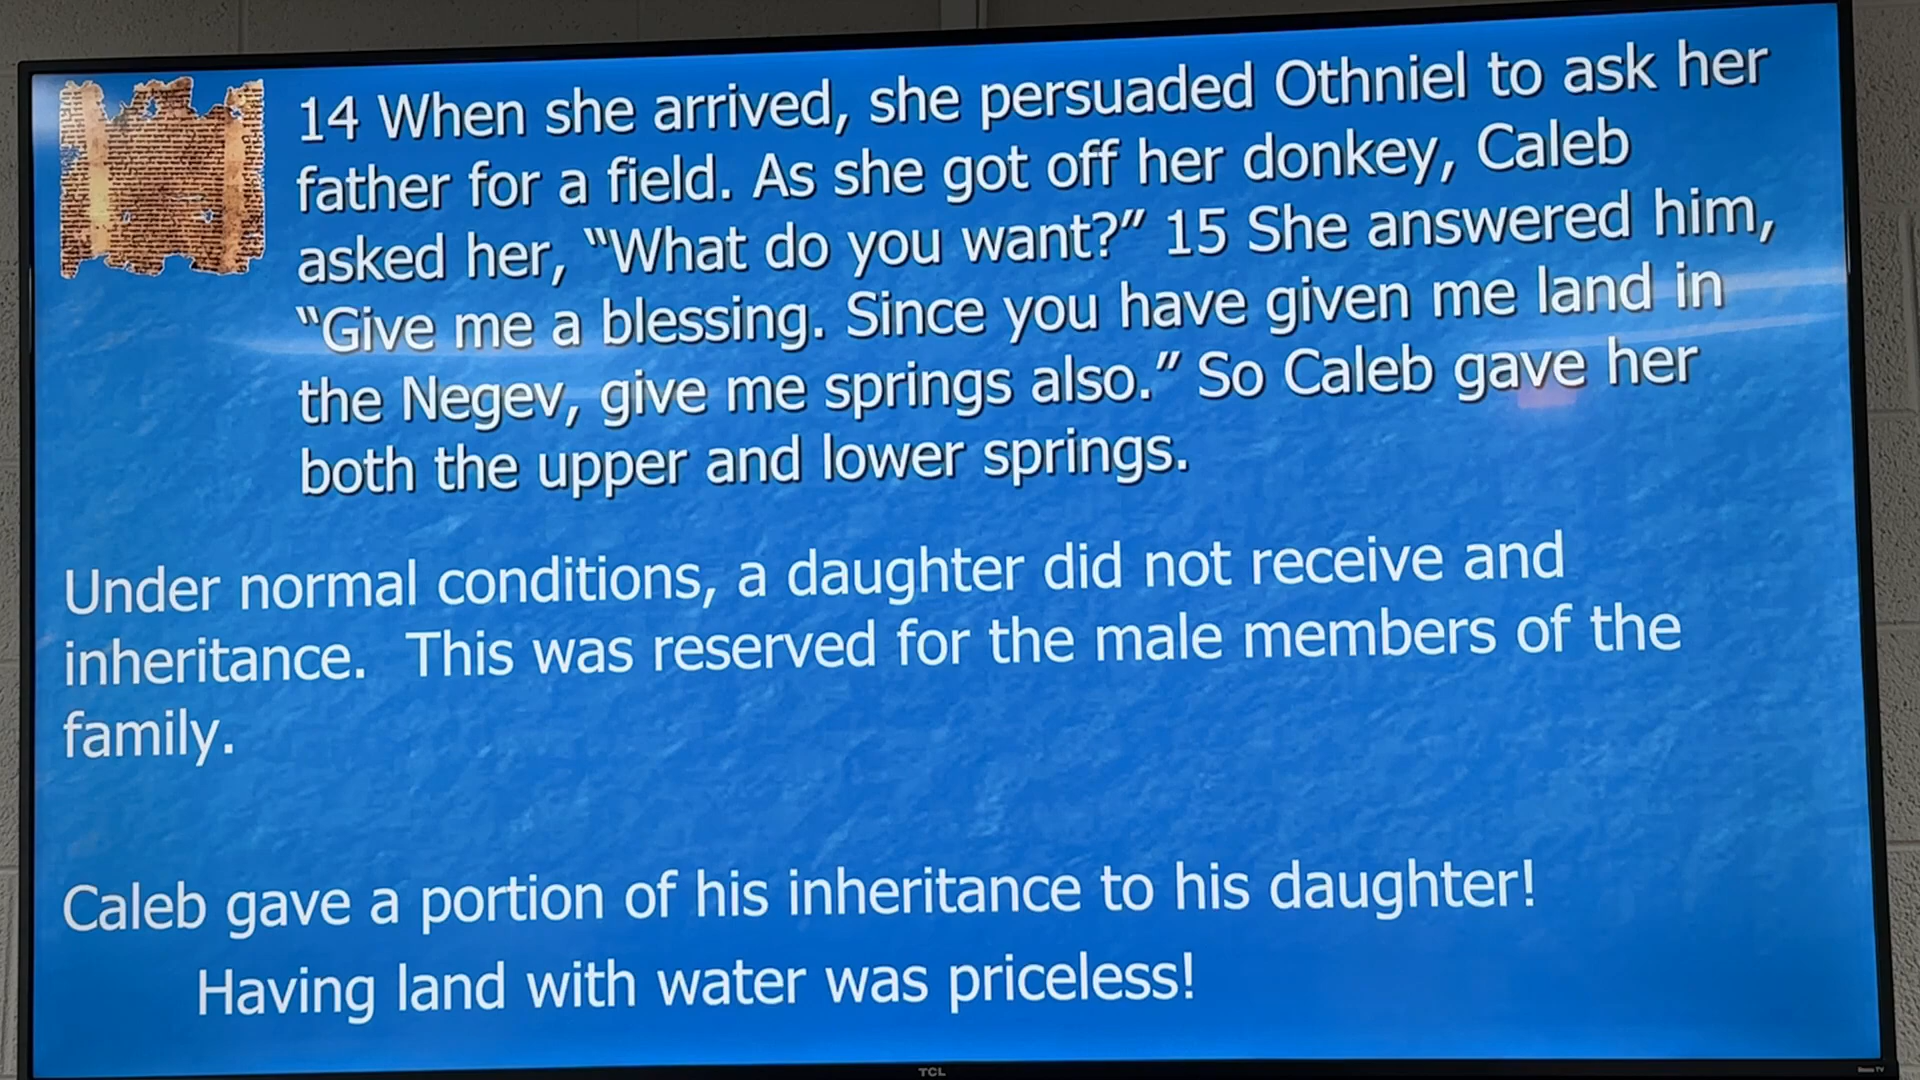 14 When she arrived, she persuaded Othniel to ask her
father for a field. As she got off her donkey, Caleb
asked her, “What do you want?” 15 She answered him,
“Give me a blessing. Since you have given me land in
the Negev, give me springs also.” So Caleb gave her
both the upper and lower springs.
Under normal conditions, a daughter did not receive and
inheritance. This was reserved for the male members of the
family.
Caleb gave a portion of his inheritance to his daughter!
Having land with water was priceless!
TCL
Roku TV